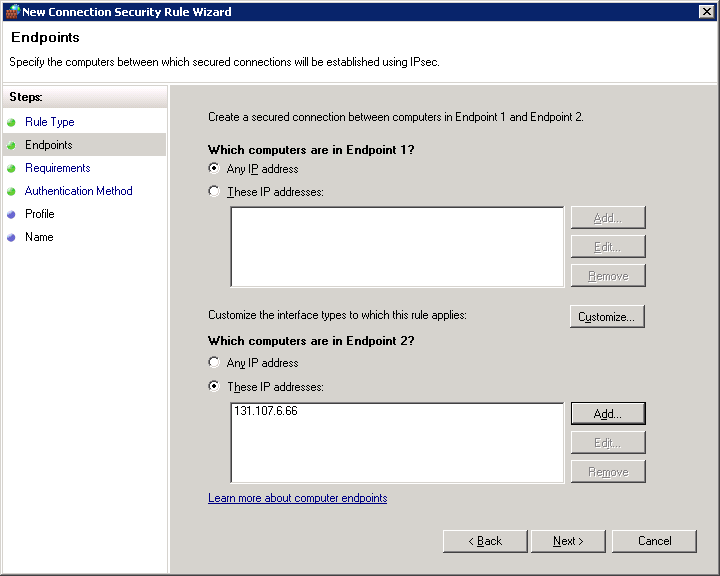 New Connection Security Rule Wizard
Endpoints
Specify the computers between which secured connections will be established using IPsec.
Steps:
Rule Type
Endpoints
Requirements
Authentication Method
Profile
Name
Create a secured connection between computers in Endpoint 1 and Endpoint 2.
Which computers are in Endpoint 1?
Any IP address
These IP addresses:
Add...
Edit...
Remove
Customize the interface types to which this rule applies:
Customize...
Which computers are in Endpoint 2?
Any IP address
These IP addresses:
131.107.6.66
Add...
Edit...
Remove
Learn more about computer endpoints
< Back
Next >
Cancel